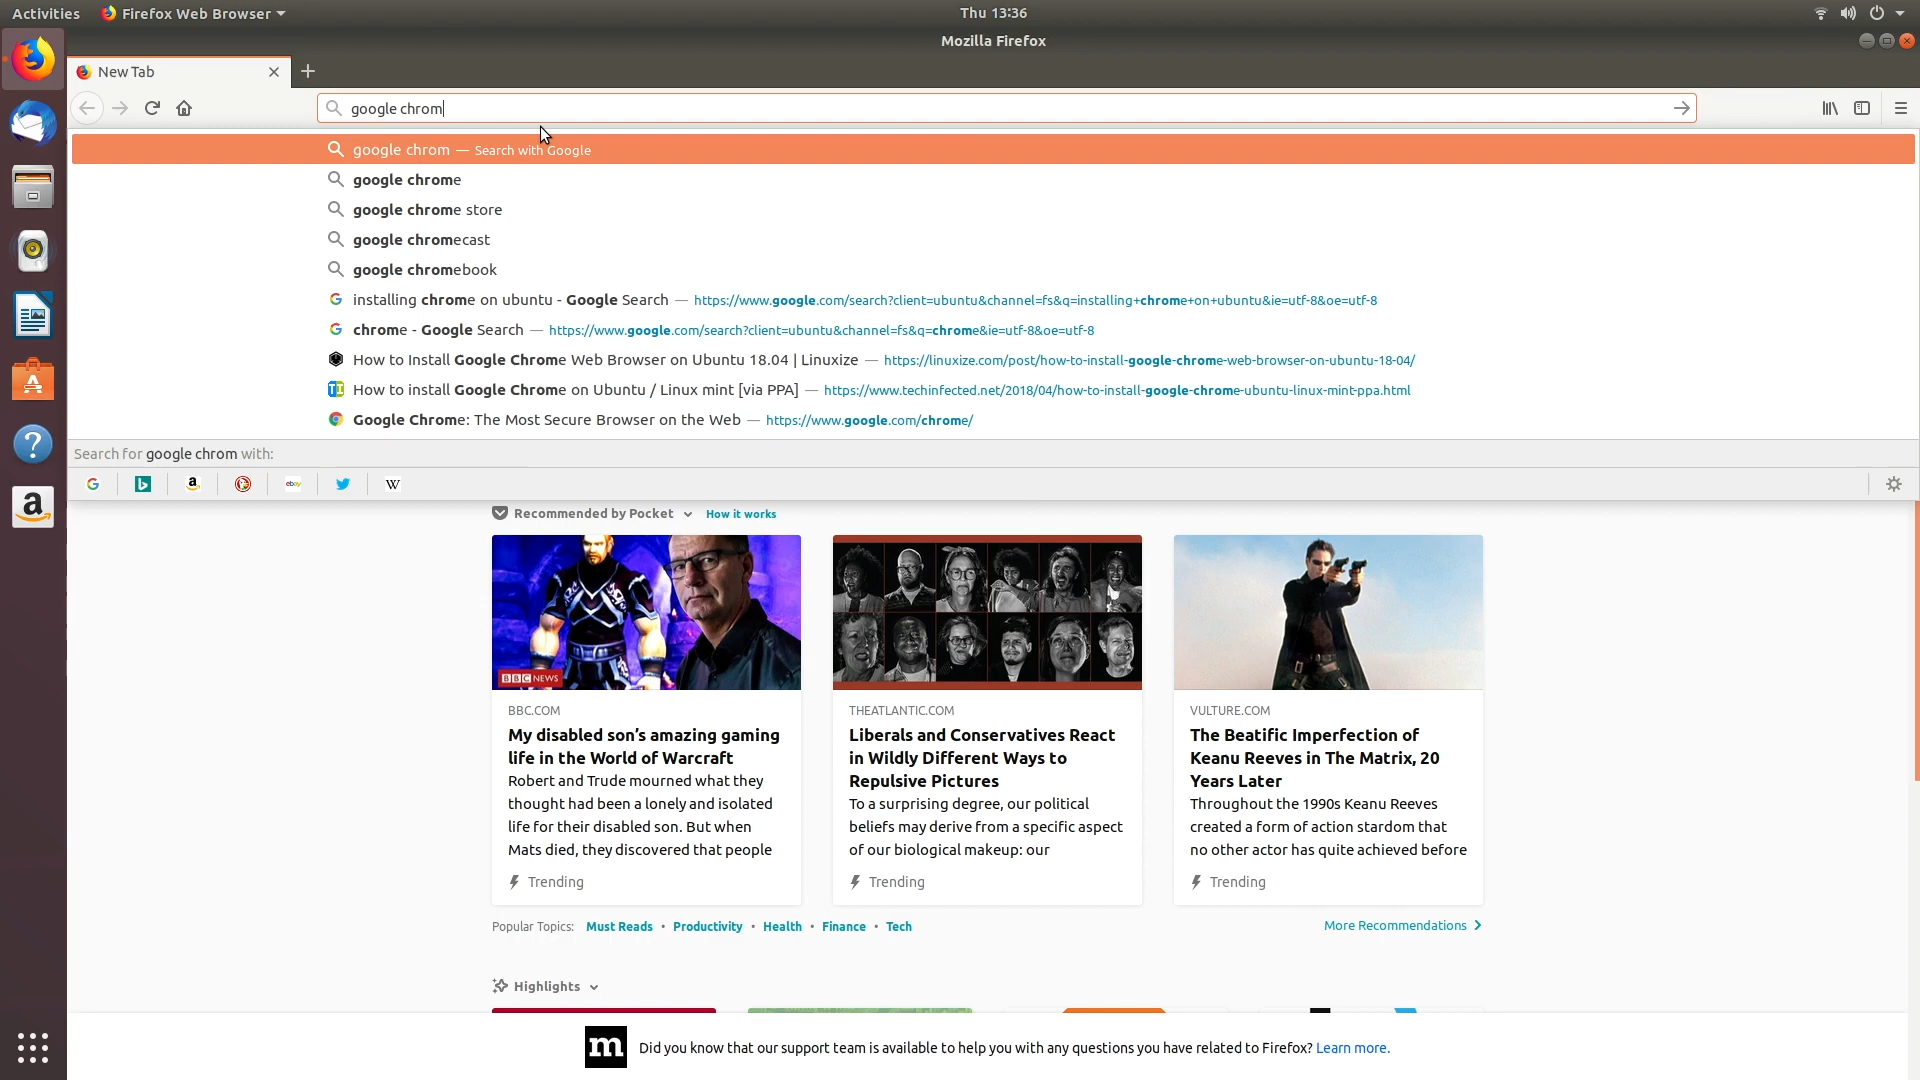 Activities Firefox Web Browser Thu 13:36
Mozilla Firefox
New Tab
google chrom
google chrom — Search with Google
google chrome
google chrome store
google chromecast
google chromebook
installing chrome on ubuntu - Google Search — https://www.google.com/search?client=ubuntu&channel=fs&q=installing+chrome+on+ubuntu&ie=utf-8&oe=utf-8
chrome - Google Search — https://www.google.com/search?client=ubuntu&channel=fs&q=chrome&ie=utf-8&oe=utf-8
How to Install Google Chrome Web Browser on Ubuntu 18.04 | Linuxize — https://linuxize.com/post/how-to-install-google-chrome-web-browser-on-ubuntu-18-04/
How to install Google Chrome on Ubuntu / Linux mint [via PPA] — https://www.techinfected.net/2018/04/how-to-install-google-chrome-ubuntu-linux-mint-ppa.html
Google Chrome: The Most Secure Browser on the Web — https://www.google.com/chrome/
Search for google chrom with:
Recommended by Pocket How it works
BBC NEWS
BBC.COM
My disabled son’s amazing gaming
life in the World of Warcraft
Robert and Trude mourned what they
thought had been a lonely and isolated
life for their disabled son. But when
Mats died, they discovered that people
Trending
THEATLANTIC.COM
Liberals and Conservatives React
in Wildly Different Ways to
Repulsive Pictures
To a surprising degree, our political
beliefs may derive from a specific aspect
of our biological makeup: our
Trending
VULTURE.COM
The Beatific Imperfection of
Keanu Reeves in The Matrix, 20
Years Later
Throughout the 1990s Keanu Reeves
created a form of action stardom that
no other actor has quite achieved before
Trending
Popular Topics: Must Reads • Productivity • Health • Finance • Tech
More Recommendations
Highlights
m Did you know that our support team is available to help you with any questions you have related to Firefox? Learn more.